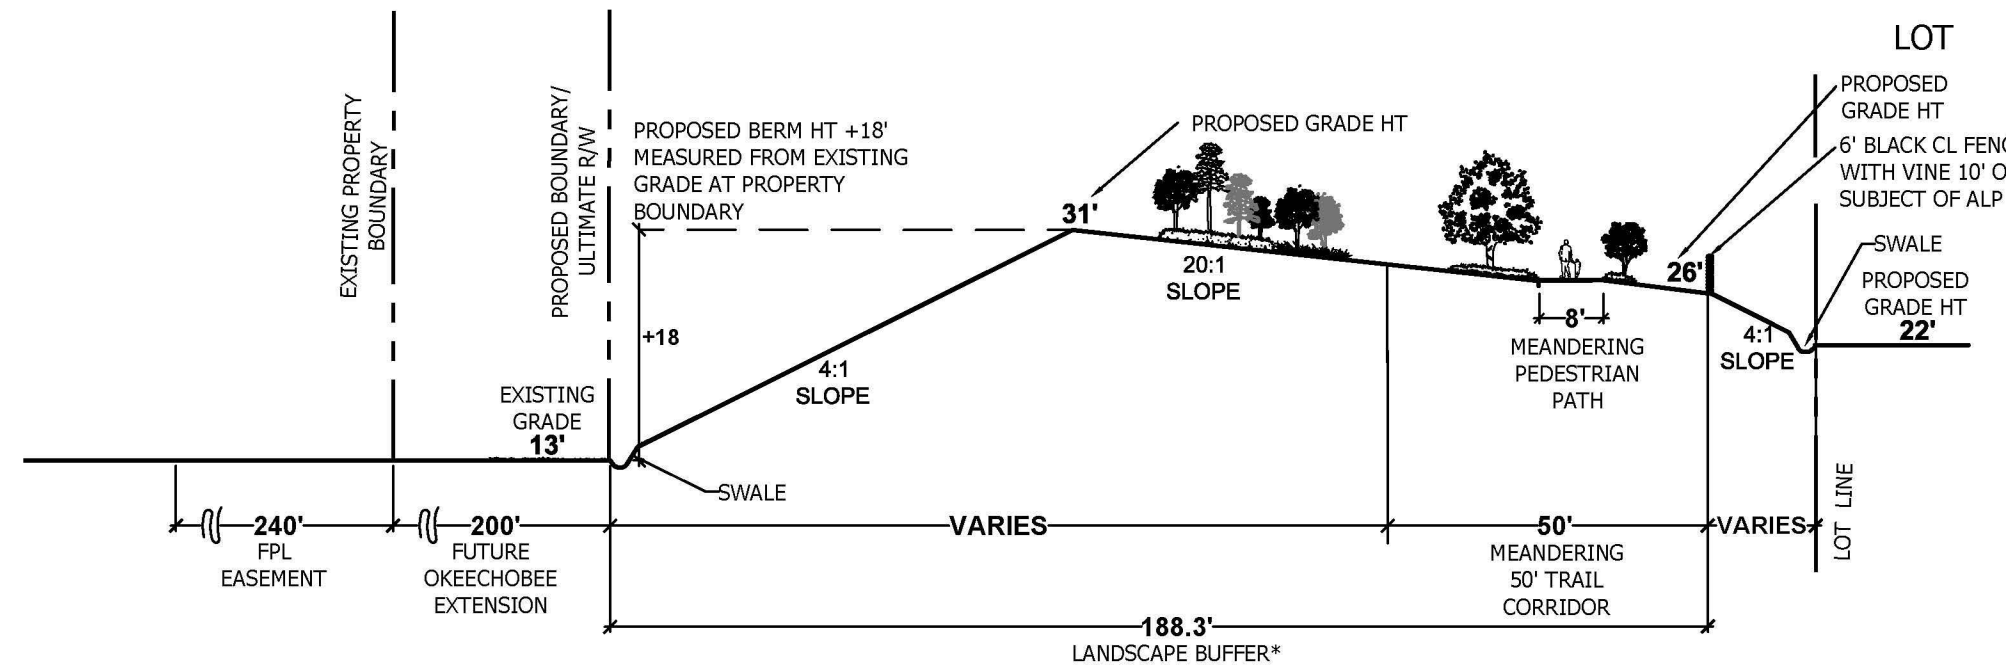 LOT
EXISTING PROPERTY
BOUNDARY
PROPOSED BOUNDARY/
ULTIMATE R/W
PROPOSED BERM HT +18'
MEASURED FROM EXISTING
GRADE AT PROPERTY
BOUNDARY
PROPOSED GRADE HT
31'
20:1
SLOPE
PROPOSED
GRADE HT
6' BLACK CL FENC
WITH VINE 10' O
SUBJECT OF ALP
SWALE
26'
PROPOSED
GRADE HT
22'
4:1
SLOPE
8'
MEANDERING
PEDESTRIAN
PATH
+18
4:1
SLOPE
EXISTING
GRADE
13'
SWALE
LOT LINE
240'
FPL
EASEMENT
200'
FUTURE
OKEECHOBEE
EXTENSION
VARIES
50'
MEANDERING
50' TRAIL
CORRIDOR
VARIES
188.3'
LANDSCAPE BUFFER*